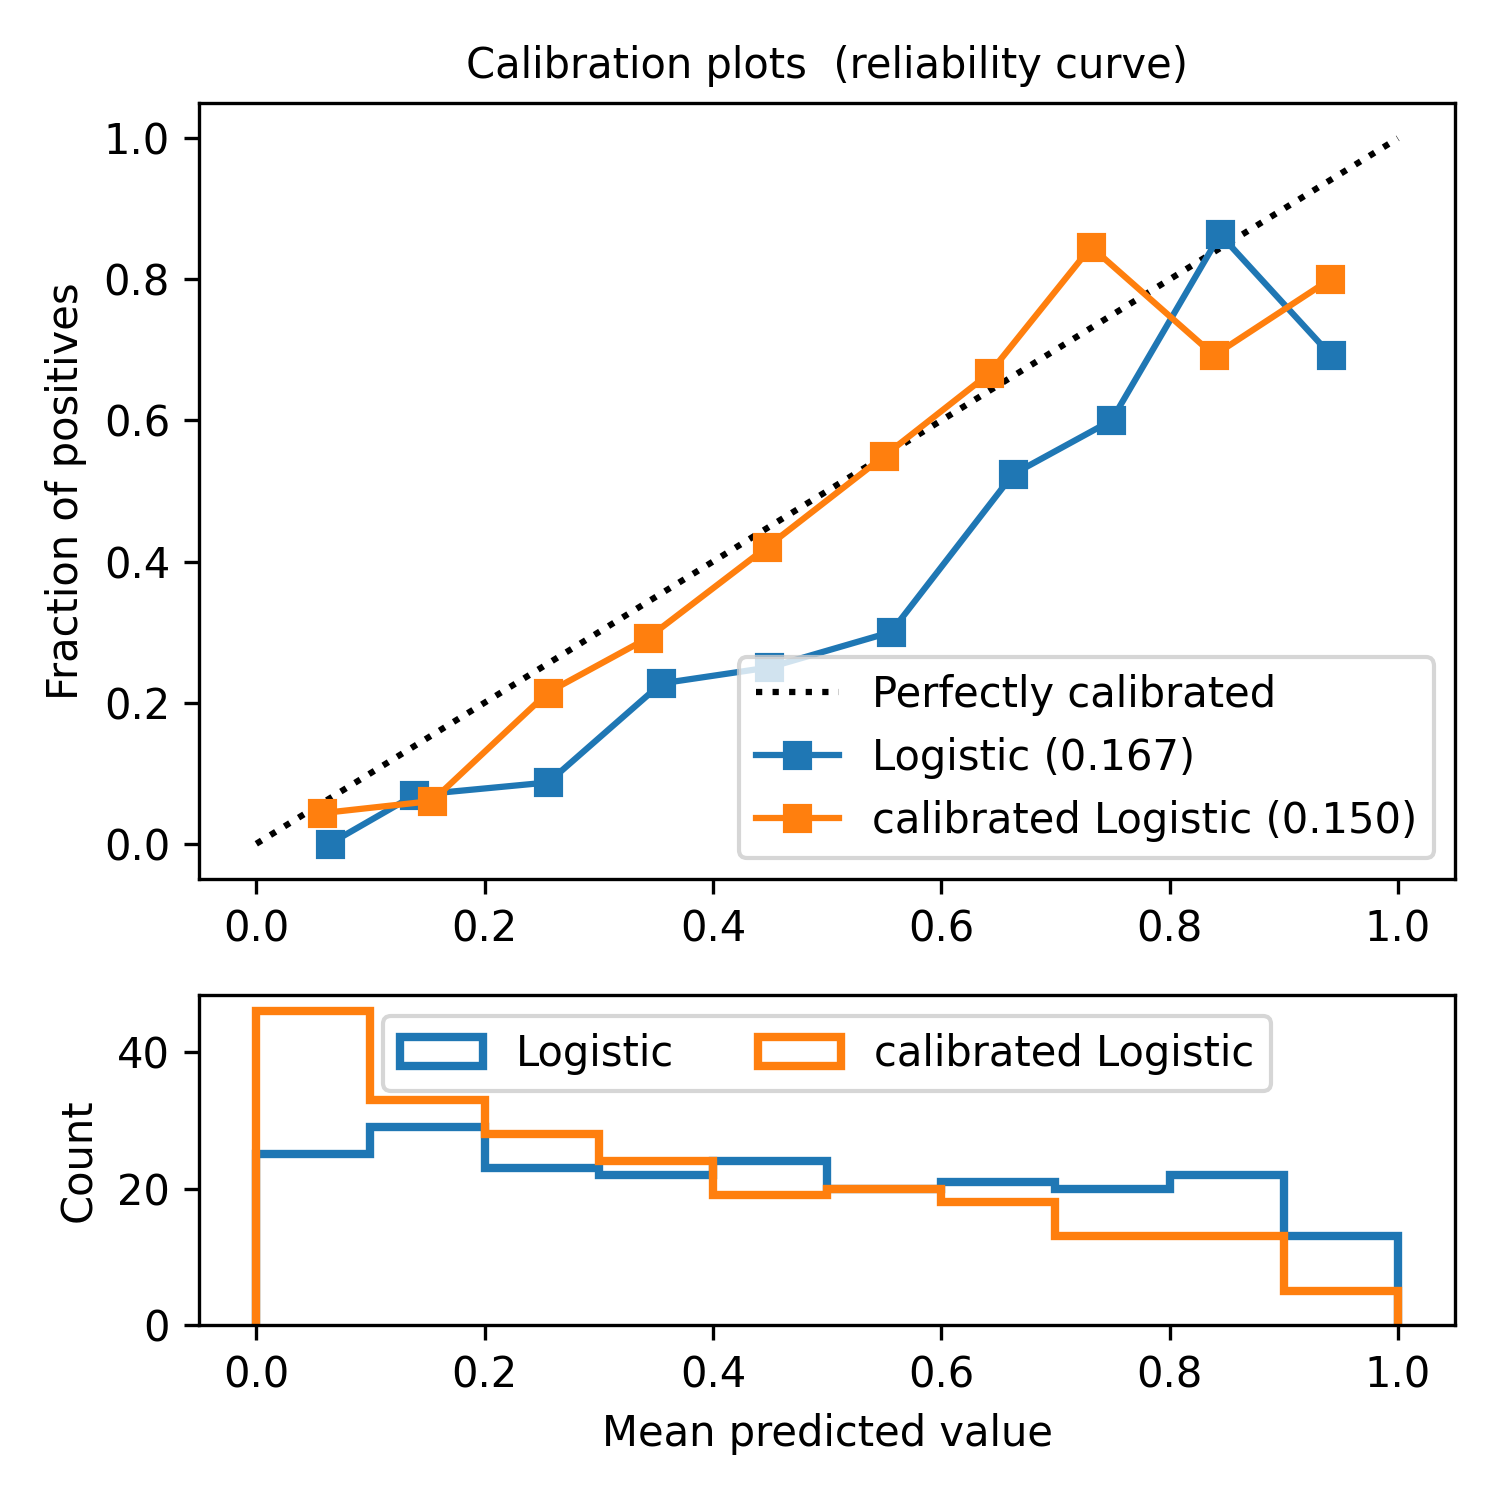 Calibration plots  (reliability curve)
Fraction of positives
1.0
0.8
0.6
0.4
0.2
0.0
Perfectly calibrated
Logistic (0.167)
calibrated Logistic (0.150)
0.0 0.2 0.4 0.6 0.8 1.0
Count
40
20
0
Logistic calibrated Logistic
0.0 0.2 0.4 0.6 0.8 1.0
Mean predicted value